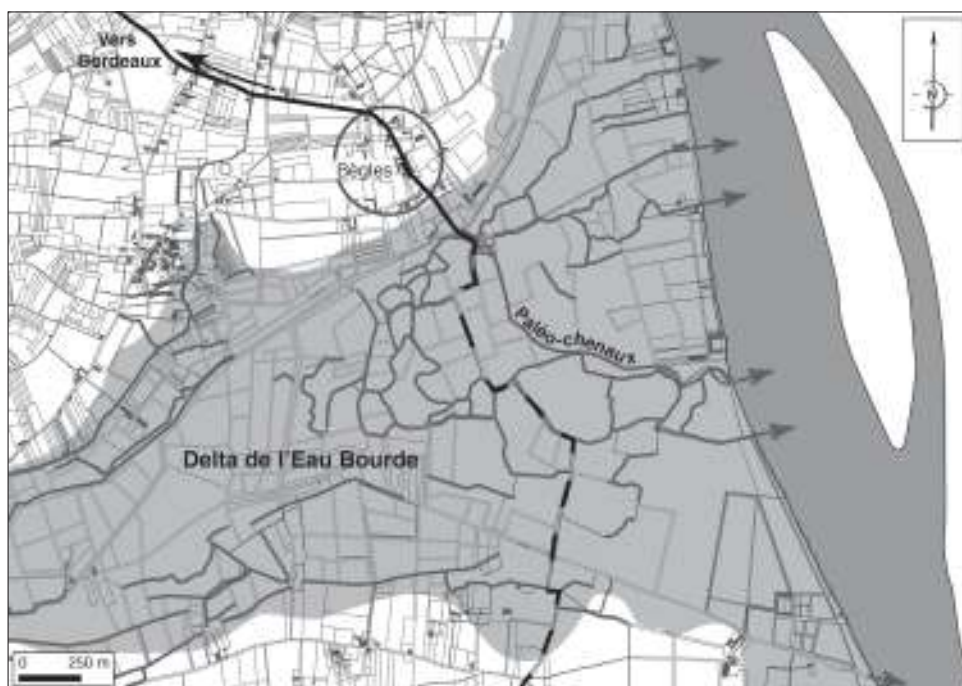 Vers
Bordeaux
N
Bègles
Paléo-chenaux
Delta de l'Eau Bourde
0 250 m